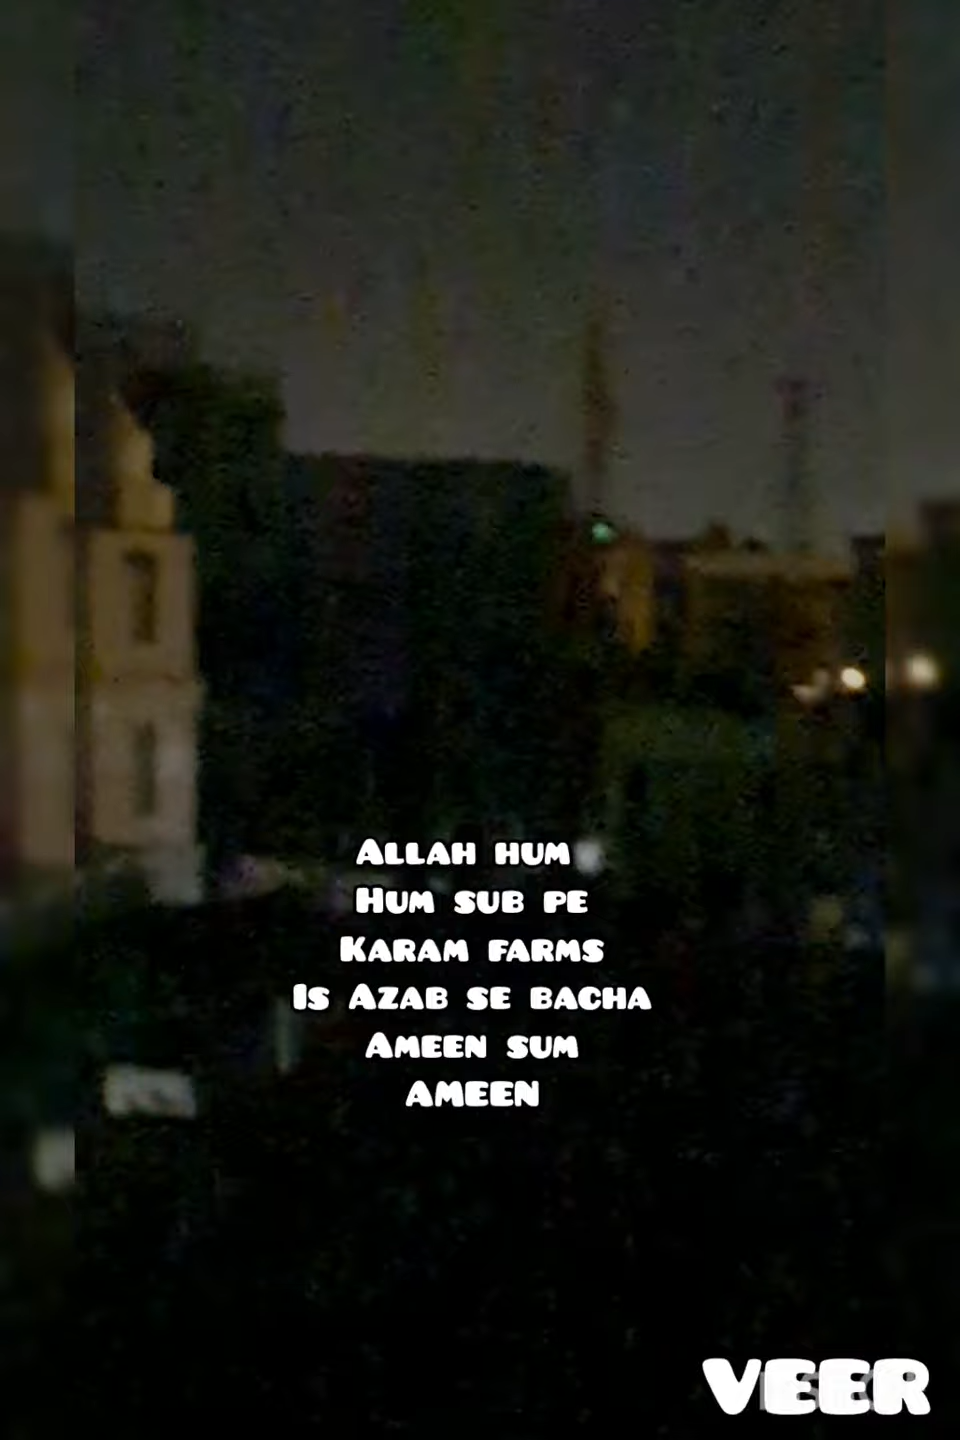 Allah hum
Hum sub pe
Karam farms
Is Azab se bacha
Ameen sum
AMEEN
VEER